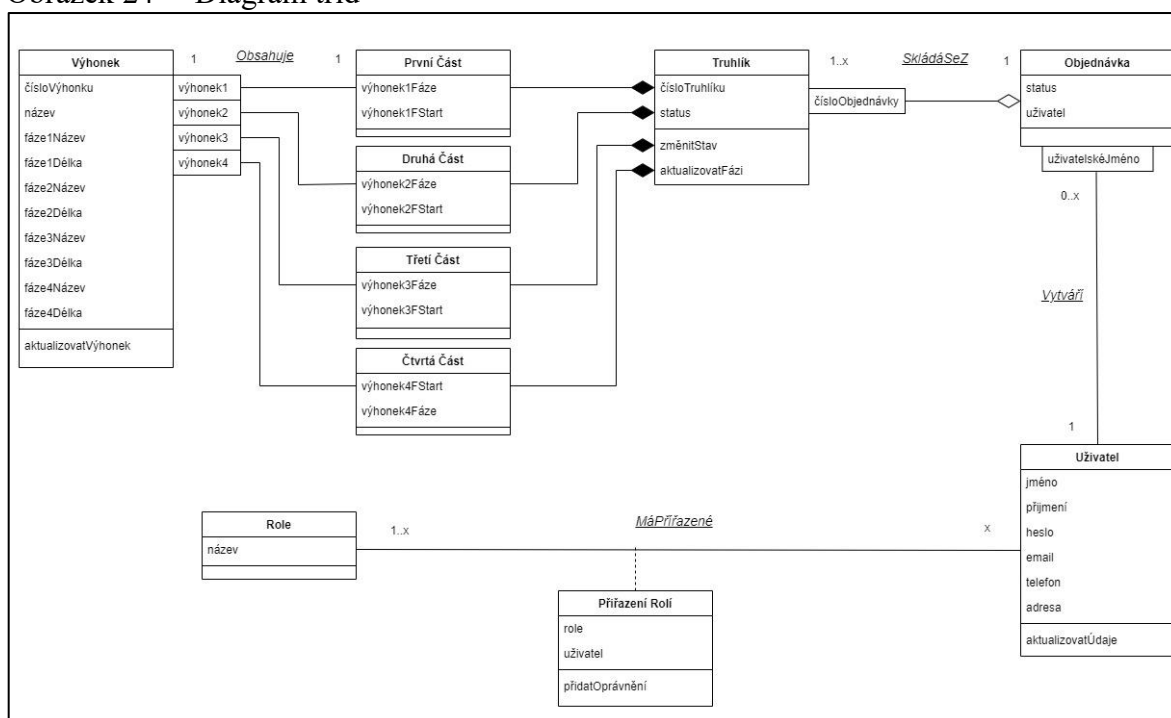 Obrázek 24 – Diagram tříd
Výhonek
čísloVýhonku
název
fáze1Název
fáze1Délka
fáze2Název
fáze2Délka
fáze3Název
fáze3Délka
fáze4Název
fáze4Délka
aktualizovatVýhonek
výhonek1
výhonek2
výhonek3
výhonek4
1
Obsahuje
1
První Část
výhonek1Fáze
výhonek1FStart
Druhá Část
výhonek2Fáze
výhonek2FStart
Třetí Část
výhonek3Fáze
výhonek3FStart
Čtvrtá Část
výhonek4FStart
výhonek4Fáze
Truhlík
čísloTruhlíku
status
změnitStav
aktualizovatFázi
1..x
SkládáSeZ
1
čísloObjednávky
Objednávka
status
uživatel
uživatelskéJméno
0..x
Vytváří
1
Uživatel
jméno
přijmení
heslo
email
telefon
adresa
aktualizovatÚdaje
Role
název
1..x
MáPřiřazené
x
Přiřazení Rolí
role
uživatel
přidatOprávnění